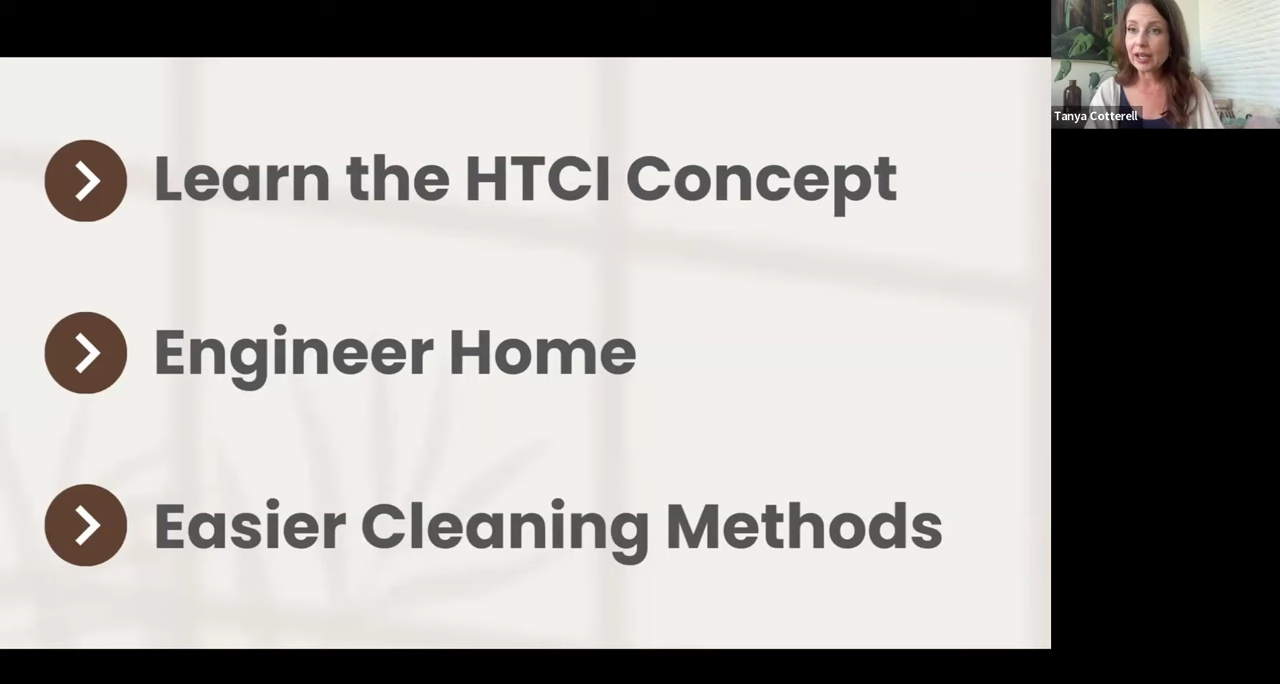 Learn the HTCI Concept
Engineer Home
Easier Cleaning Methods
Tanya Cotterell